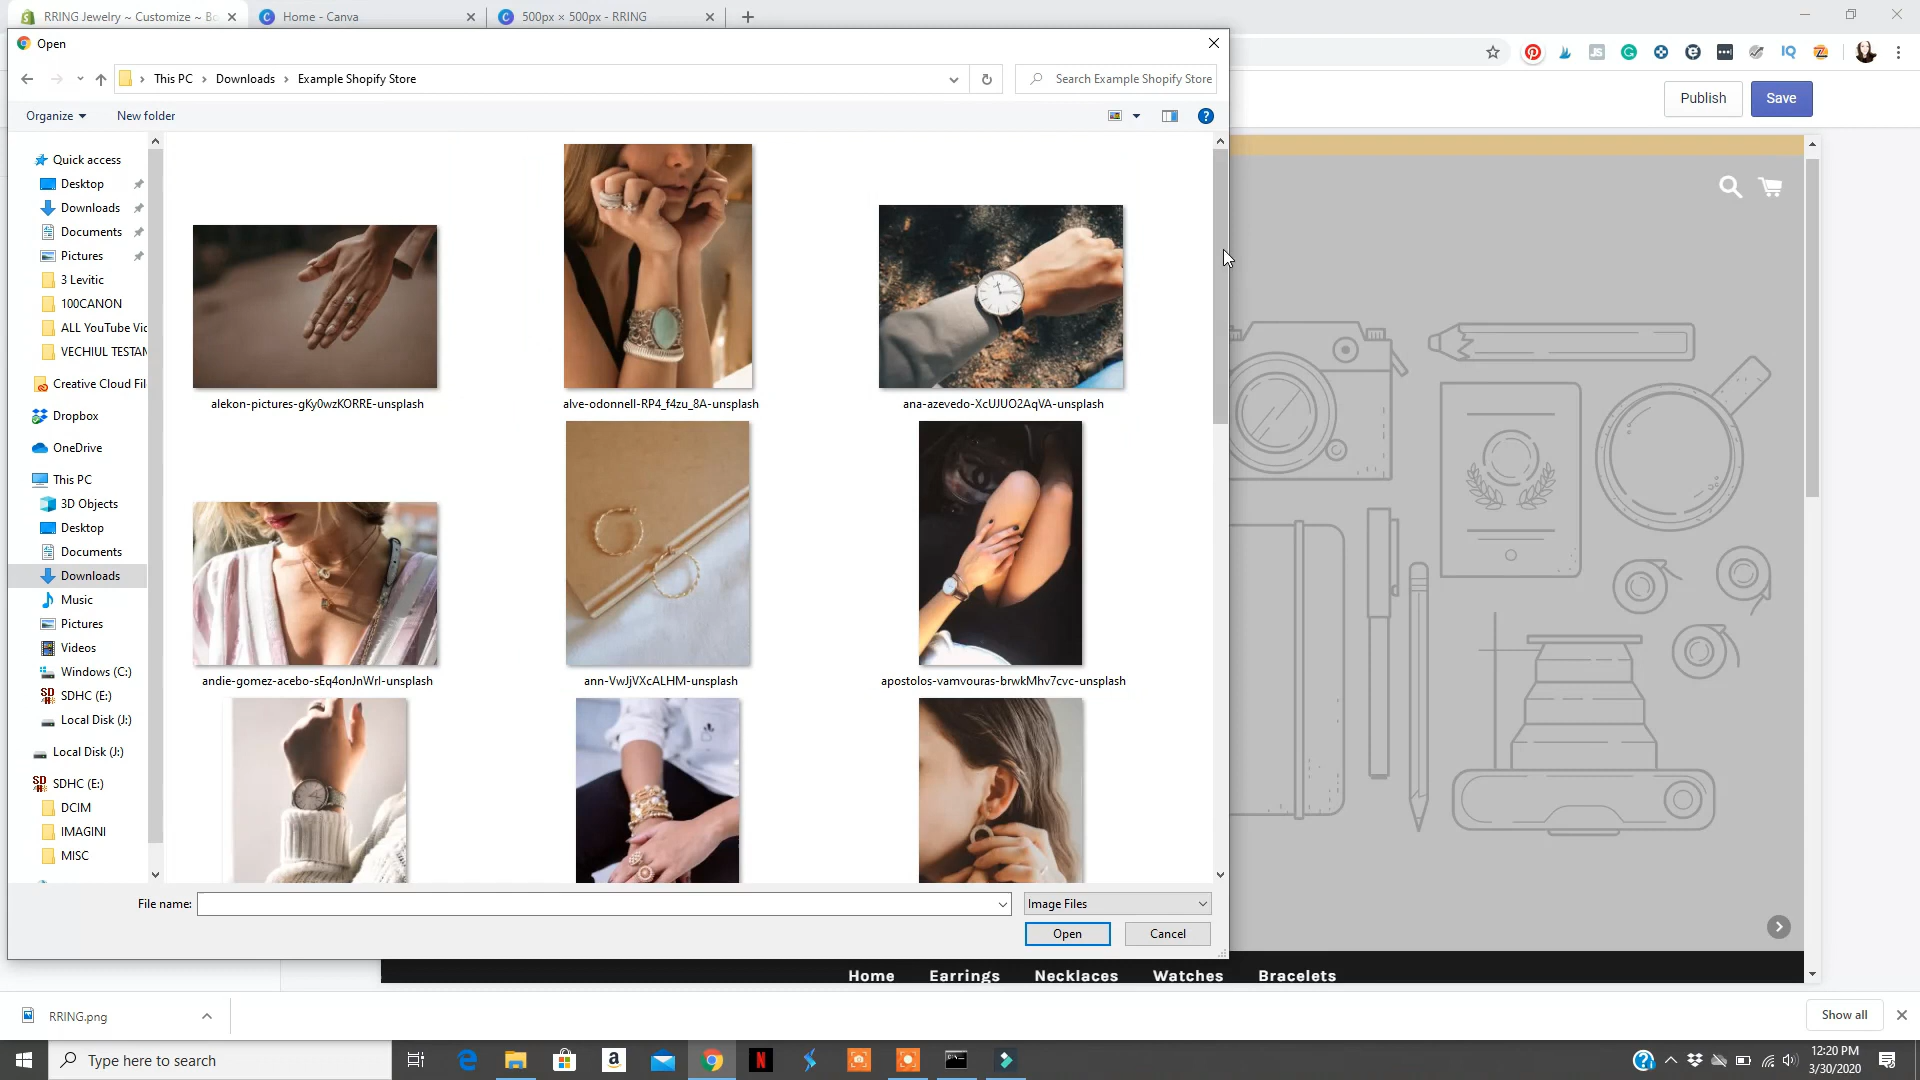 RRING Jewelry ~ Customize ~ Bo
Home - Canva
500px × 500px - RRING
Open
This PC > Downloads > Example Shopify Store
Search Example Shopify Store
Organize
New folder
Publish
Save
Quick access
Desktop
Downloads
Documents
Pictures
3 Levitic
100CANON
ALL YouTube Vic
VECHIUL TESTAN
Creative Cloud Fil
Dropbox
OneDrive
This PC
3D Objects
Desktop
Documents
Downloads
Music
Pictures
Videos
Windows (C:)
SDHC (E:)
Local Disk (J:)
Local Disk (J:)
SDHC (E:)
DCIM
IMAGINI
MISC
alekon-pictures-gKy0wzKORRE-unsplash
alve-odonnell-RP4_f4zu_8A-unsplash
ana-azevedo-XcUJUO2AqVA-unsplash
andie-gomez-acebo-sEq4onJnWrI-unsplash
ann-VwJjVXcALHM-unsplash
apostolos-vamvouras-brwkMhv7cvc-unsplash
File name:
Image Files
Open
Cancel
Home
Earrings
Necklaces
Watches
Bracelets
RRING.png
Show all
Type here to search
12:20 PM
3/30/2020